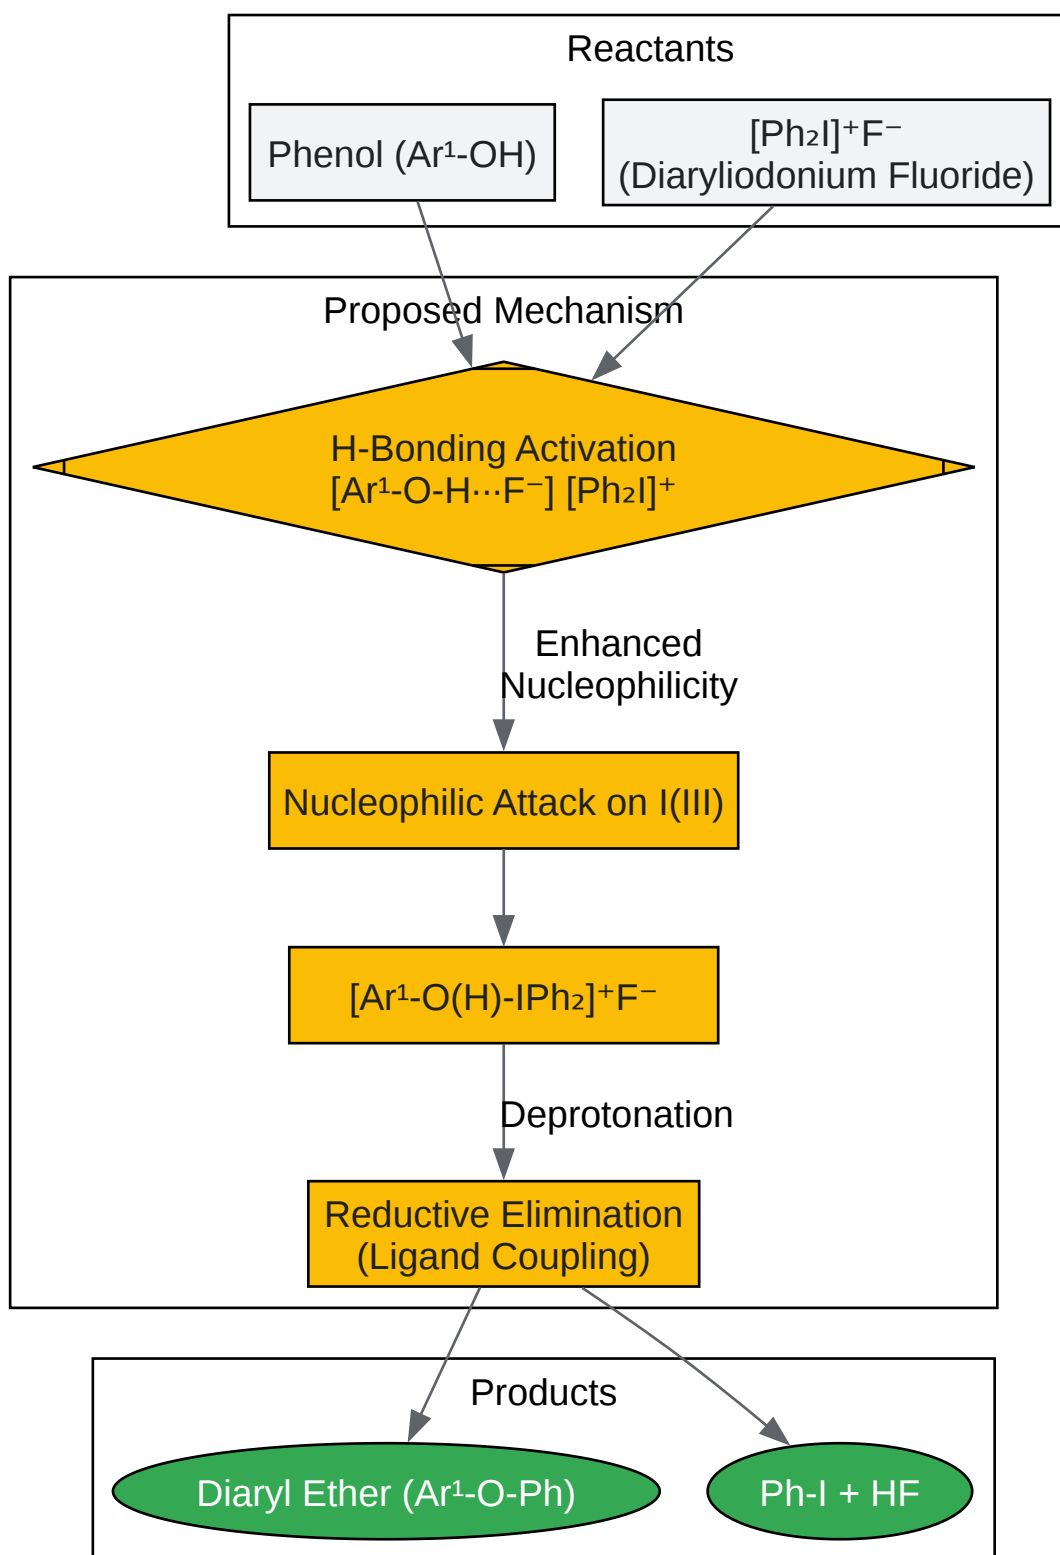 Reactants
Phenol (Ar¹-OH)
[Ph₂I]⁺F⁻
(Diaryliodonium Fluoride)
Proposed Mechanism
H-Bonding Activation
[Ar¹-O-H···F⁻] [Ph₂I]⁺
Enhanced
Nucleophilicity
Nucleophilic Attack on I(III)
[Ar¹-O(H)-IPh₂]⁺F⁻
Deprotonation
Reductive Elimination
(Ligand Coupling)
Products
Diaryl Ether (Ar¹-O-Ph)
Ph-I + HF